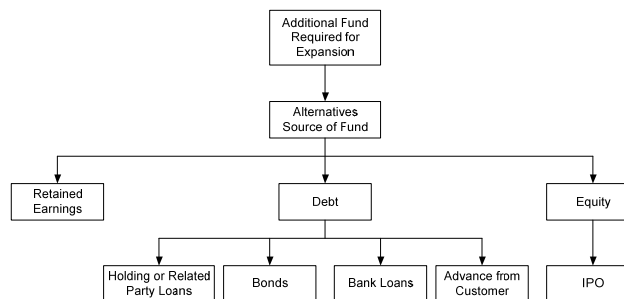 Additional Fund
Required for
Expansion
Alternatives
Source of Fund
Retained
Earnings
Debt
Equity
Holding or Related
Party Loans
Bonds
Bank Loans
Advance from
Customer
IPO